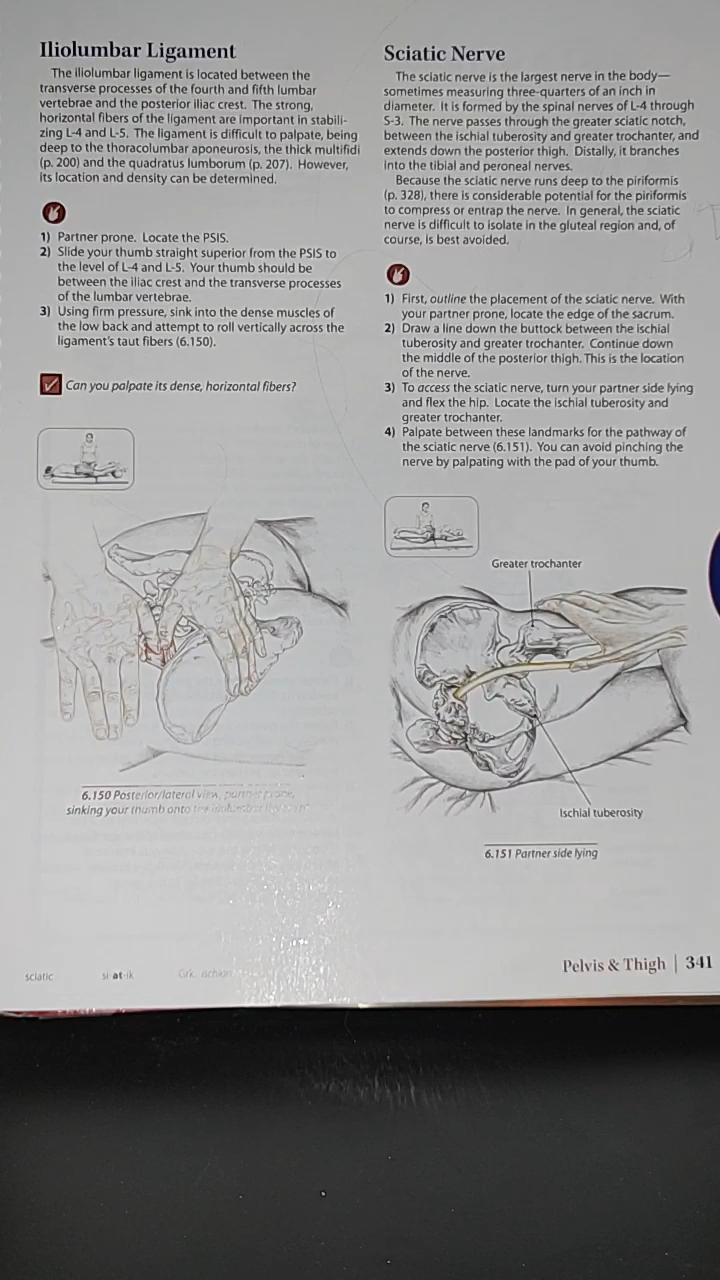 Iliolumbar Ligament
The iliolumbar ligament is located between the
transverse processes of the fourth and fifth lumbar
vertebrae and the posterior iliac crest. The strong,
horizontal fibers of the ligament are important in stabili-
zing L-4 and L-5. The ligament is difficult to palpate, being
deep to the thoracolumbar aponeurosis, the thick multifidi
(p. 200) and the quadratus lumborum (p. 207). However,
its location and density can be determined.
1) Partner prone. Locate the PSIS.
2) Slide your thumb straight superior from the PSIS to
the level of L-4 and L-5. Your thumb should be
between the iliac crest and the transverse processes
of the lumbar vertebrae.
3) Using firm pressure, sink into the dense muscles of
the low back and attempt to roll vertically across the
ligament's taut fibers (6.150).
Can you palpate its dense, horizontal fibers?
6.150 Posterior/lateral view, partner prone,
sinking your thumb onto the iliolumbar ligament
Sciatic Nerve
The sciatic nerve is the largest nerve in the body—
sometimes measuring three-quarters of an inch in
diameter. It is formed by the spinal nerves of L-4 through
S-3. The nerve passes through the greater sciatic notch,
between the ischial tuberosity and greater trochanter, and
extends down the posterior thigh. Distally, it branches
into the tibial and peroneal nerves.
Because the sciatic nerve runs deep to the piriformis
(p. 328), there is considerable potential for the piriformis
to compress or entrap the nerve. In general, the sciatic
nerve is difficult to isolate in the gluteal region and, of
course, is best avoided.
1) First, outline the placement of the sciatic nerve. With
your partner prone, locate the edge of the sacrum.
2) Draw a line down the buttock between the ischial
tuberosity and greater trochanter. Continue down
the middle of the posterior thigh. This is the location
of the nerve.
3) To access the sciatic nerve, turn your partner side lying
and flex the hip. Locate the ischial tuberosity and
greater trochanter.
4) Palpate between these landmarks for the pathway of
the sciatic nerve (6.151). You can avoid pinching the
nerve by palpating with the pad of your thumb.
Greater trochanter
Ischial tuberosity
6.151 Partner side lying
sciatic si-at-ik Grk. ischion
Pelvis & Thigh | 341